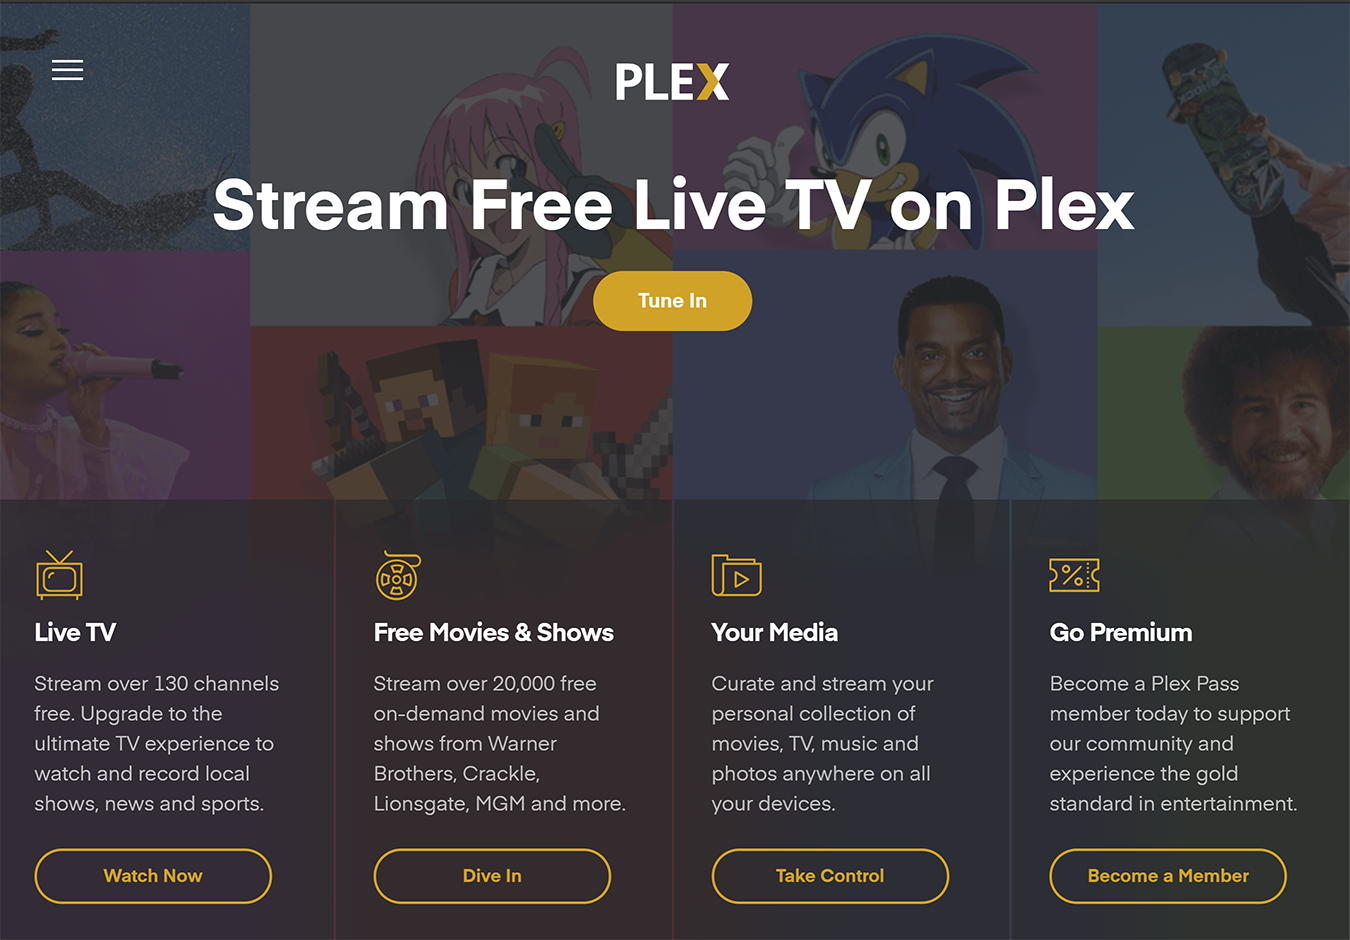 PLEX
Stream Free Live TV on Plex
Tune In
Live TV
Stream over 130 channels
free. Upgrade to the
ultimate TV experience to
watch and record local
shows, news and sports.
Watch Now
Free Movies & Shows
Stream over 20,000 free
on-demand movies and
shows from Warner
Brothers, Crackle,
Lionsgate, MGM and more.
Dive In
Your Media
Curate and stream your
personal collection of
movies, TV, music and
photos anywhere on all
your devices.
Take Control
Go Premium
Become a Plex Pass
member today to support
our community and
experience the gold
standard in entertainment.
Become a Member